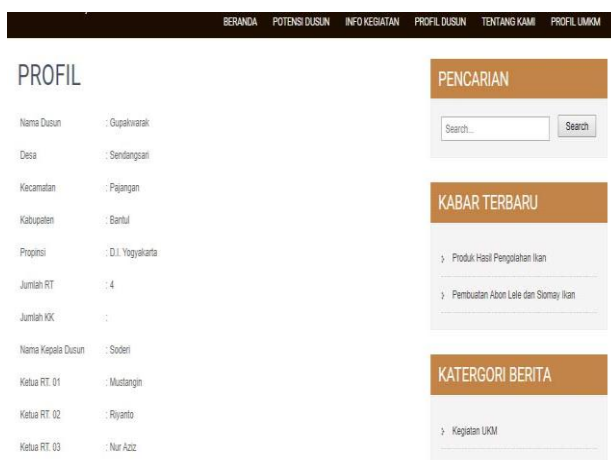 BERANDA POTENSI DUSUN INFO KEGIATAN PROFIL DUSUN TENTANG KAMI PROFIL UMKM
PROFIL
Nama Dusun : Gupakwarak
Desa : Sendangsari
Kecamatan : Pajangan
Kabupaten : Bantul
Propinsi : D.I. Yogyakarta
Jumlah RT : 4
Jumlah KK :
Nama Kepala Dusun : Soderi
Ketua RT. 01 : Mustangin
Ketua RT. 02 : Riyanto
Ketua RT. 03 : Nur Aziz
PENCARIAN
Search... Search
KABAR TERBARU
Produk Hasil Pengolahan Ikan
Pembuatan Abon Lele dan Siomay Ikan
KATERGORI BERITA
Kegiatan UKM